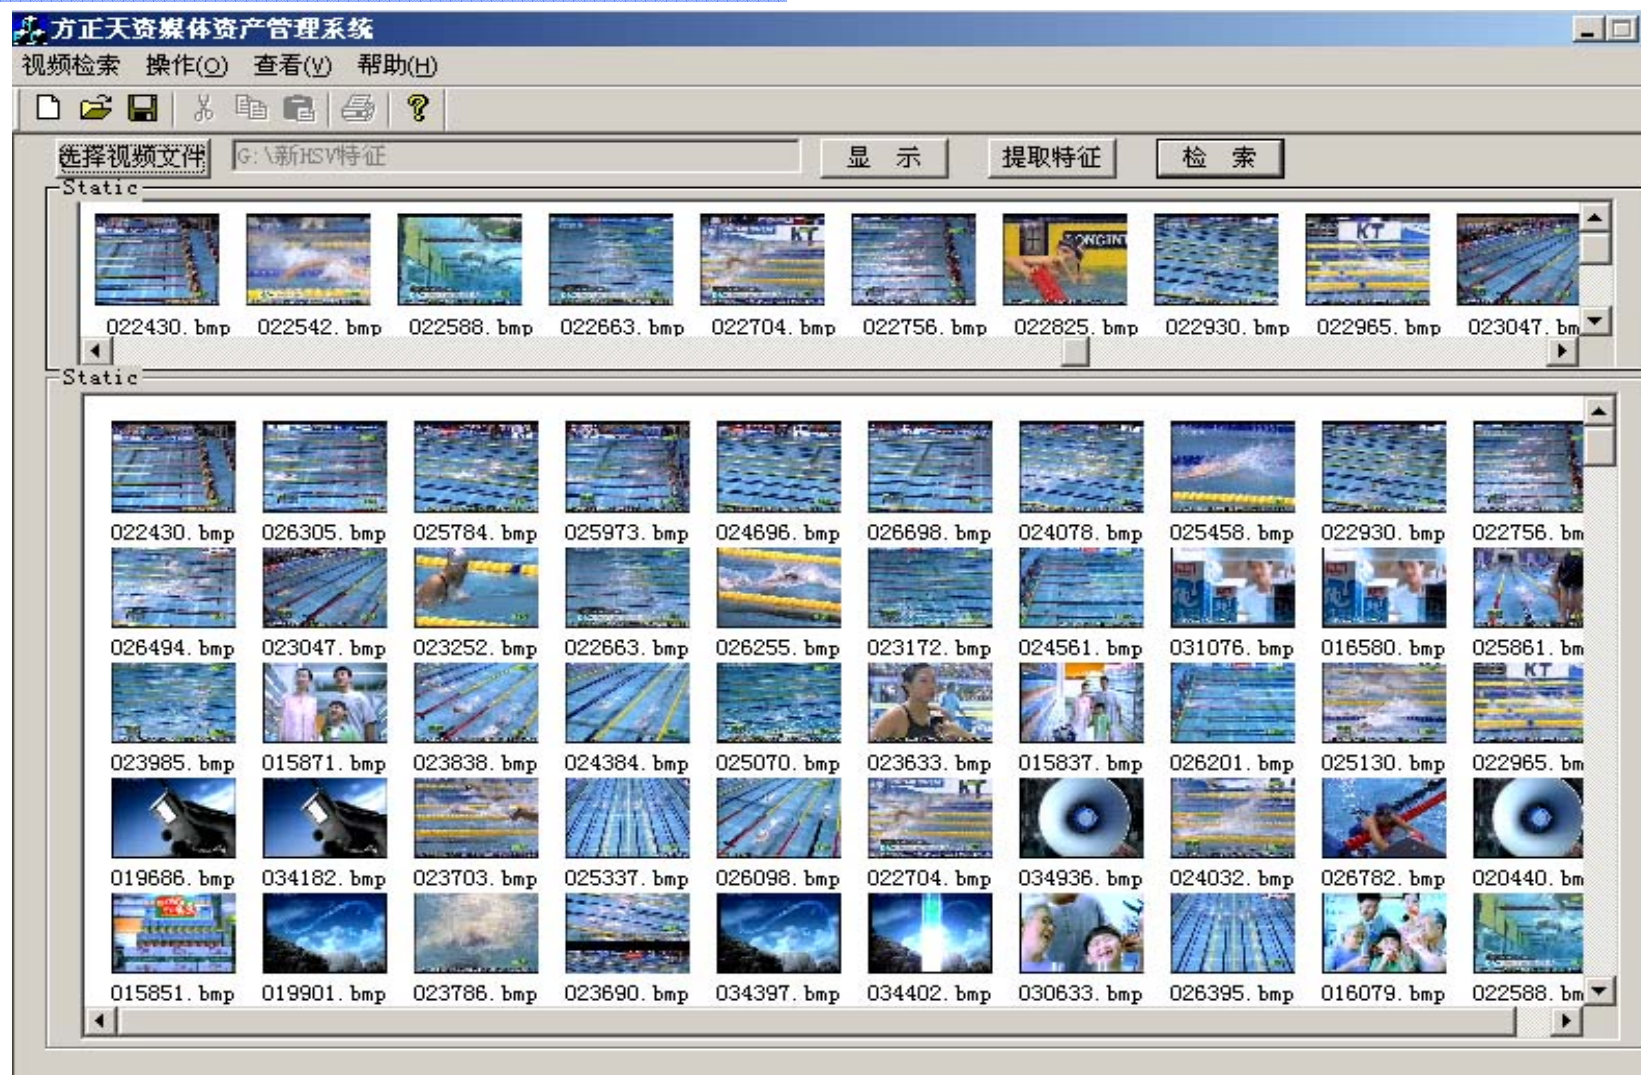 方正天资媒体资产管理系统
视频检索 操作(O) 查看(V) 帮助(H)
选择视频文件 G:\新HSV特征 显 示 提取特征 检 索
Static
KT KT
022430.bmp 022542.bmp 022588.bmp 022663.bmp 022704.bmp 022756.bmp 022825.bmp 022930.bmp 022965.bmp 023047.bm
Static
022430.bmp 026305.bmp 025784.bmp 025973.bmp 024696.bmp 026698.bmp 024078.bmp 025458.bmp 022930.bmp 022756.bm
026494.bmp 023047.bmp 023252.bmp 022663.bmp 026255.bmp 023172.bmp 024561.bmp 031076.bmp 016580.bmp 025861.bm
KT
023985.bmp 015871.bmp 023838.bmp 024384.bmp 025070.bmp 023633.bmp 015837.bmp 026201.bmp 025130.bmp 022965.bm
019686.bmp 034182.bmp 023703.bmp 025337.bmp 026098.bmp 022704.bmp 034936.bmp 024032.bmp 026782.bmp 020440.bm
015851.bmp 019901.bmp 023786.bmp 023690.bmp 034397.bmp 034402.bmp 030633.bmp 026395.bmp 016079.bmp 022588.bm